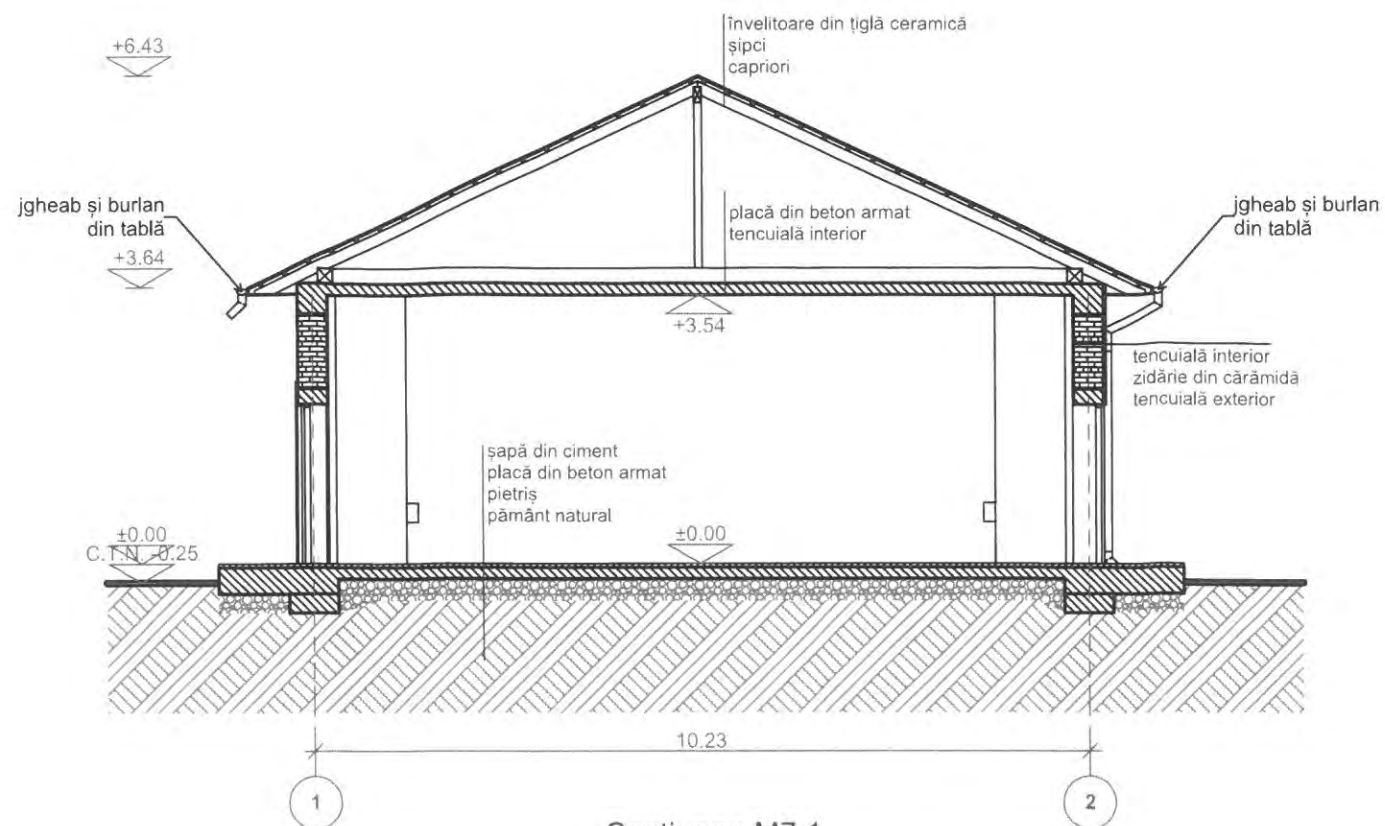 învelitoare din țiglă ceramică
șipci
capriori
+6.43
jgheab și burlan
din tablă
jgheab și burlan
din tablă
placă din beton armat
tencuială interior
+3.64
+3.54
tencuială interior
zidărie din cărămidă
tencuială exterior
șapă din ciment
placă din beton armat
pietriș
pământ natural
±0.00
±0.00
C.T.N. -0.25
10.23
1
2